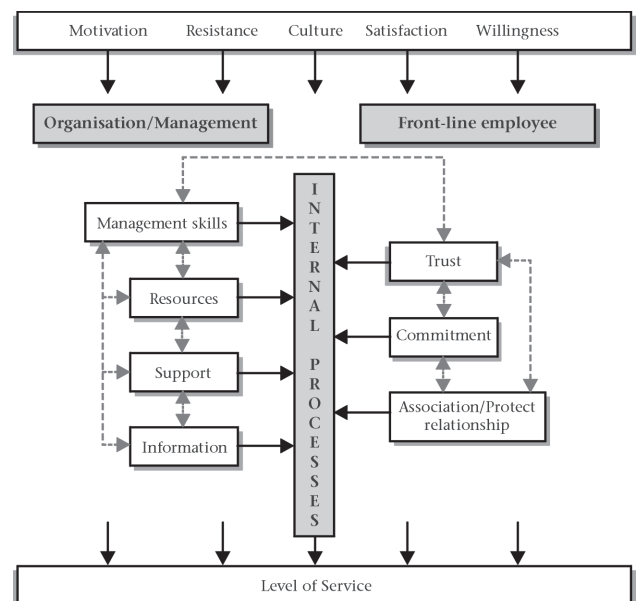 Motivation Resistance Culture Satisfaction Willingness
Organisation/Management
Front-line employee
INTERNAL PROCESSES
Management skills
Resources
Support
Information
Trust
Commitment
Association/Protect
relationship
Level of Service